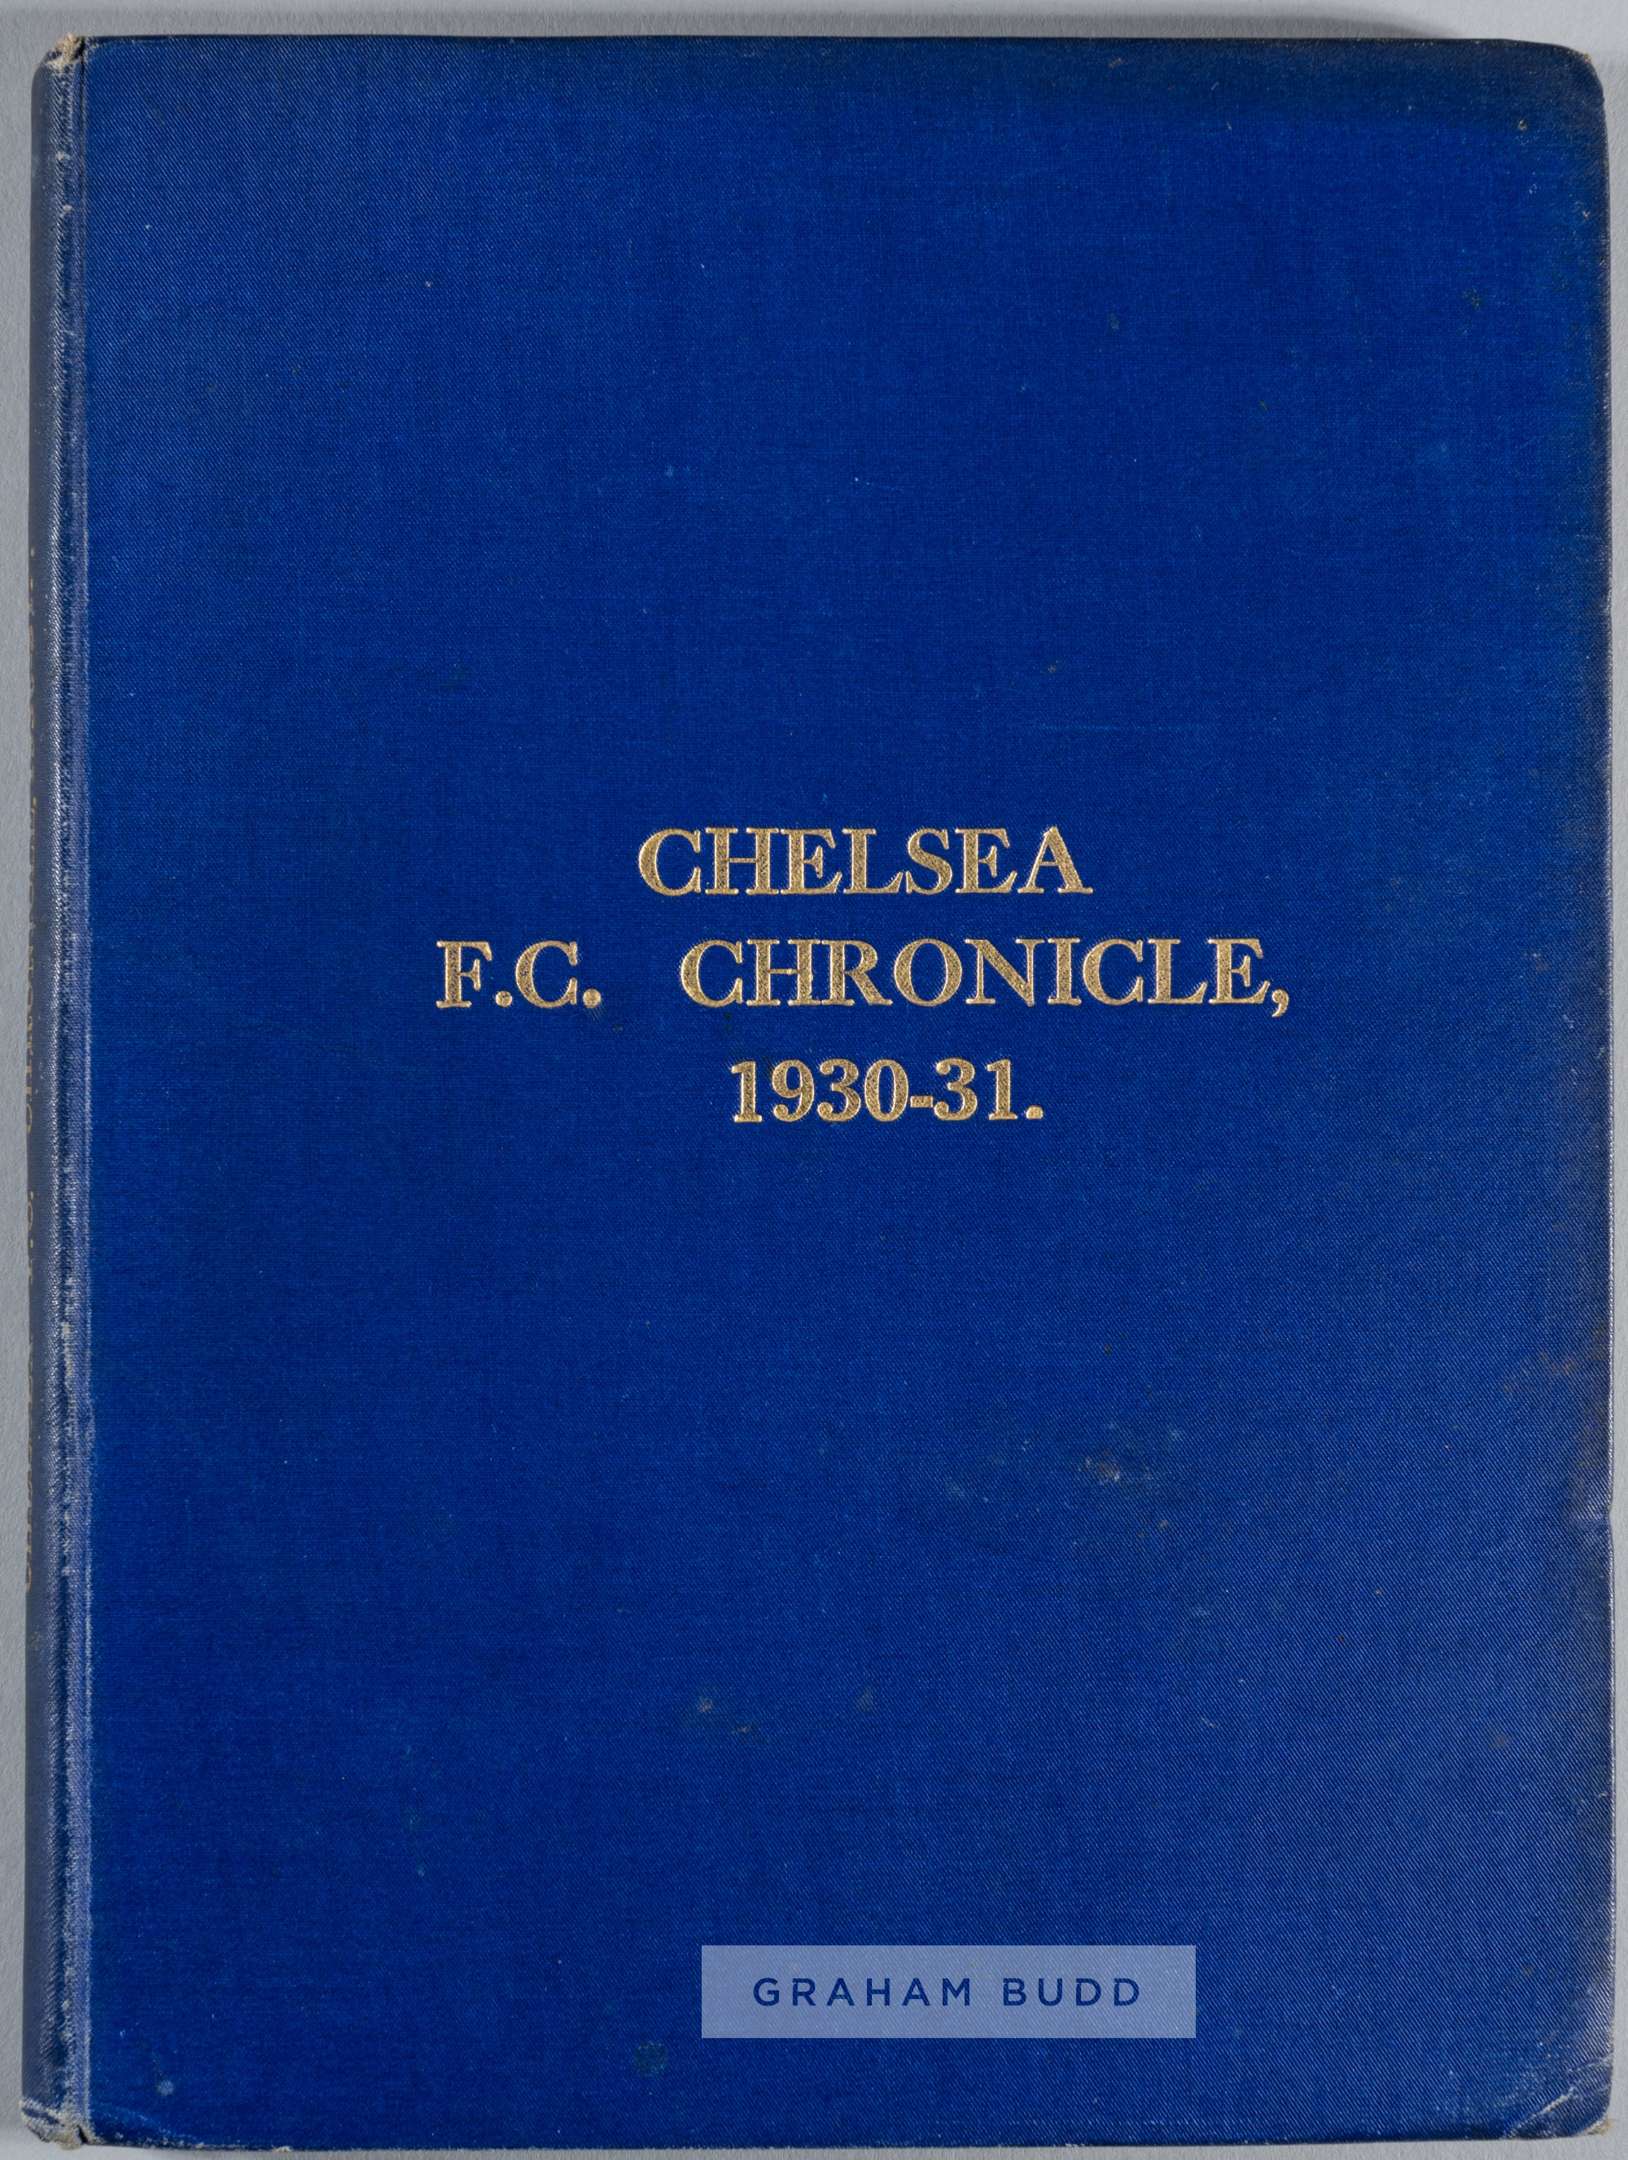 CHELSEA
F.C. CHRONICLE,
1930-31.
GRAHAM BUDD